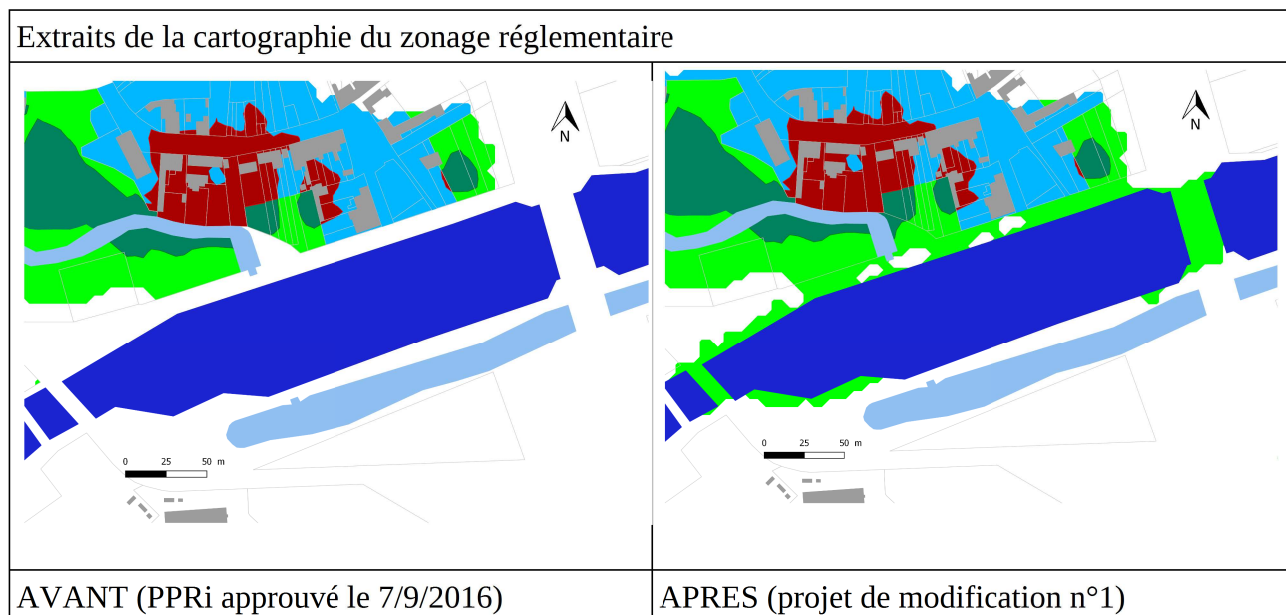 Extraits de la cartographie du zonage réglementaire
N
0 25 50 m
N
0 25 50 m
AVANT (PPRi approuvé le 7/9/2016)
APRES (projet de modification n°1)